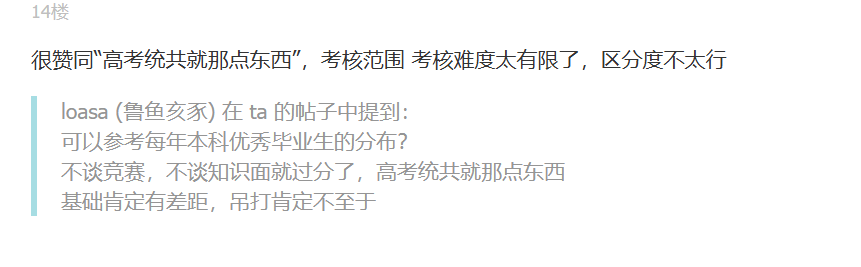 14楼
很赞同“高考统共就那点东西”，考核范围 考核难度太有限了，区分度不太行
loasa (鲁鱼亥豕) 在 ta 的帖子中提到：
可以参考每年本科优秀毕业生的分布？
不谈竞赛，不谈知识面就过分了，高考统共就那点东西
基础肯定有差距，吊打肯定不至于